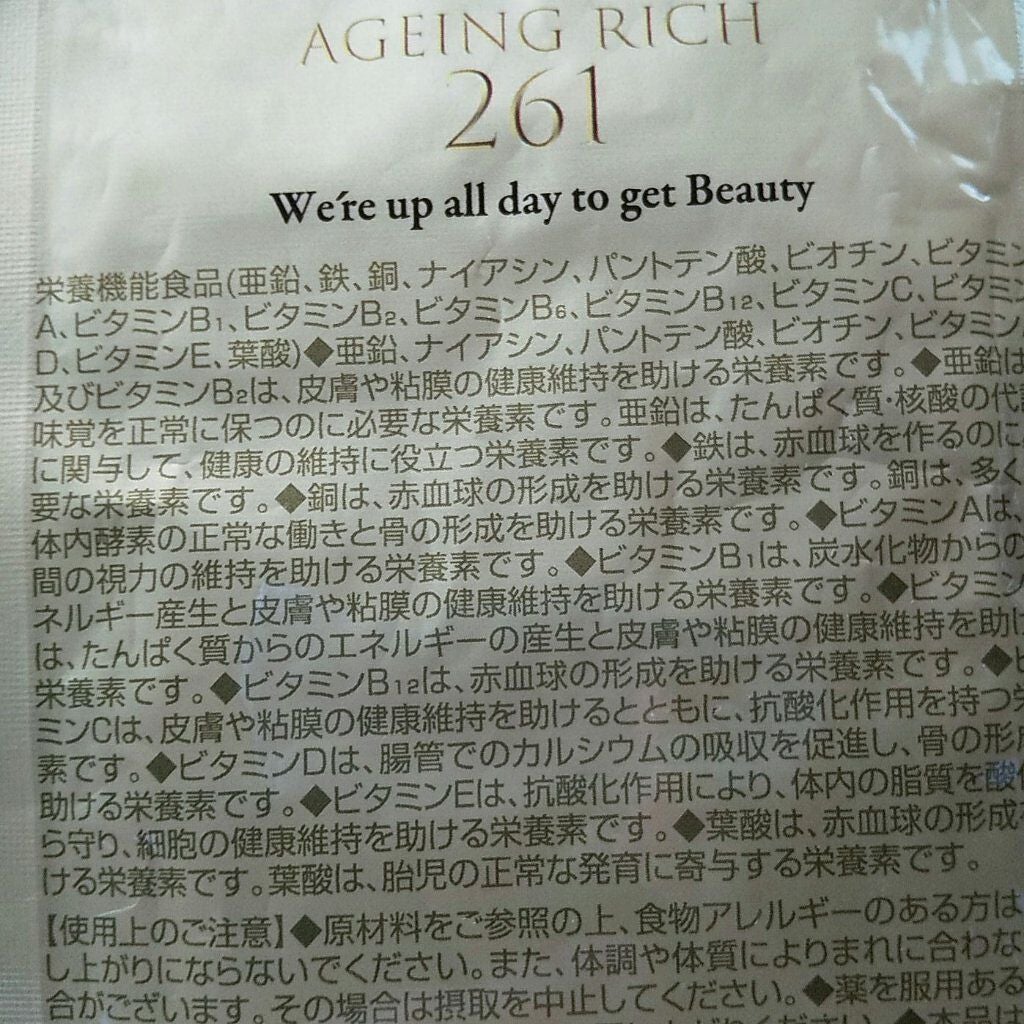 AGEING RICH
261
We're up all day to get Beauty
栄養機能食品(亜鉛、鉄、銅、ナイアシン、パントテン酸、ビオチン、ビタミン
A、ビタミンB₁、ビタミンB₂、ビタミンB₆、ビタミンB₁₂、ビタミンC、ビタミン
D、ビタミンE、葉酸)◆亜鉛、ナイアシン、パントテン酸、ビオチン、ビタミン
及びビタミンB₂は、皮膚や粘膜の健康維持を助ける栄養素です。◆亜鉛は
味覚を正常に保つのに必要な栄養素です。亜鉛は、たんぱく質・核酸の代
に関与して、健康の維持に役立つ栄養素です。◆鉄は、赤血球を作るのに
要な栄養素です。◆銅は、赤血球の形成を助ける栄養素です。銅は、多く
体内酵素の正常な働きと骨の形成を助ける栄養素です。◆ビタミンAは、
間の視力の維持を助ける栄養素です。◆ビタミンB₁は、炭水化物からの
ネルギー産生と皮膚や粘膜の健康維持を助ける栄養素です。◆ビタミン
は、たんぱく質からのエネルギーの産生と皮膚や粘膜の健康維持を助け
栄養素です。◆ビタミンB₁₂は、赤血球の形成を助ける栄養素です。◆ビ
ミンCは、皮膚や粘膜の健康維持を助けるとともに、抗酸化作用を持つ栄
素です。◆ビタミンDは、腸管でのカルシウムの吸収を促進し、骨の形
助ける栄養素です。◆ビタミンEは、抗酸化作用により、体内の脂質を酸
ら守り、細胞の健康維持を助ける栄養素です。◆葉酸は、赤血球の形成
ける栄養素です。葉酸は、胎児の正常な発育に寄与する栄養素です。
【使用上のご注意】◆原材料をご参照の上、食物アレルギーのある方は
し上がりにならないでください。また、体調や体質によりまれに合わな
合がございます。その場合は摂取を中止してください。◆薬を服用ある